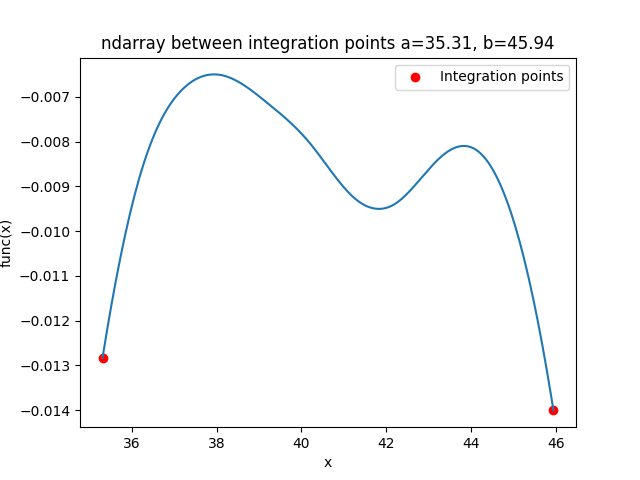 ndarray between integration points a=35.31, b=45.94
Integration points
−0.007
−0.008
−0.009
−0.010
−0.011
−0.012
−0.013
−0.014
func(x)
36 38 40 42 44 46
x